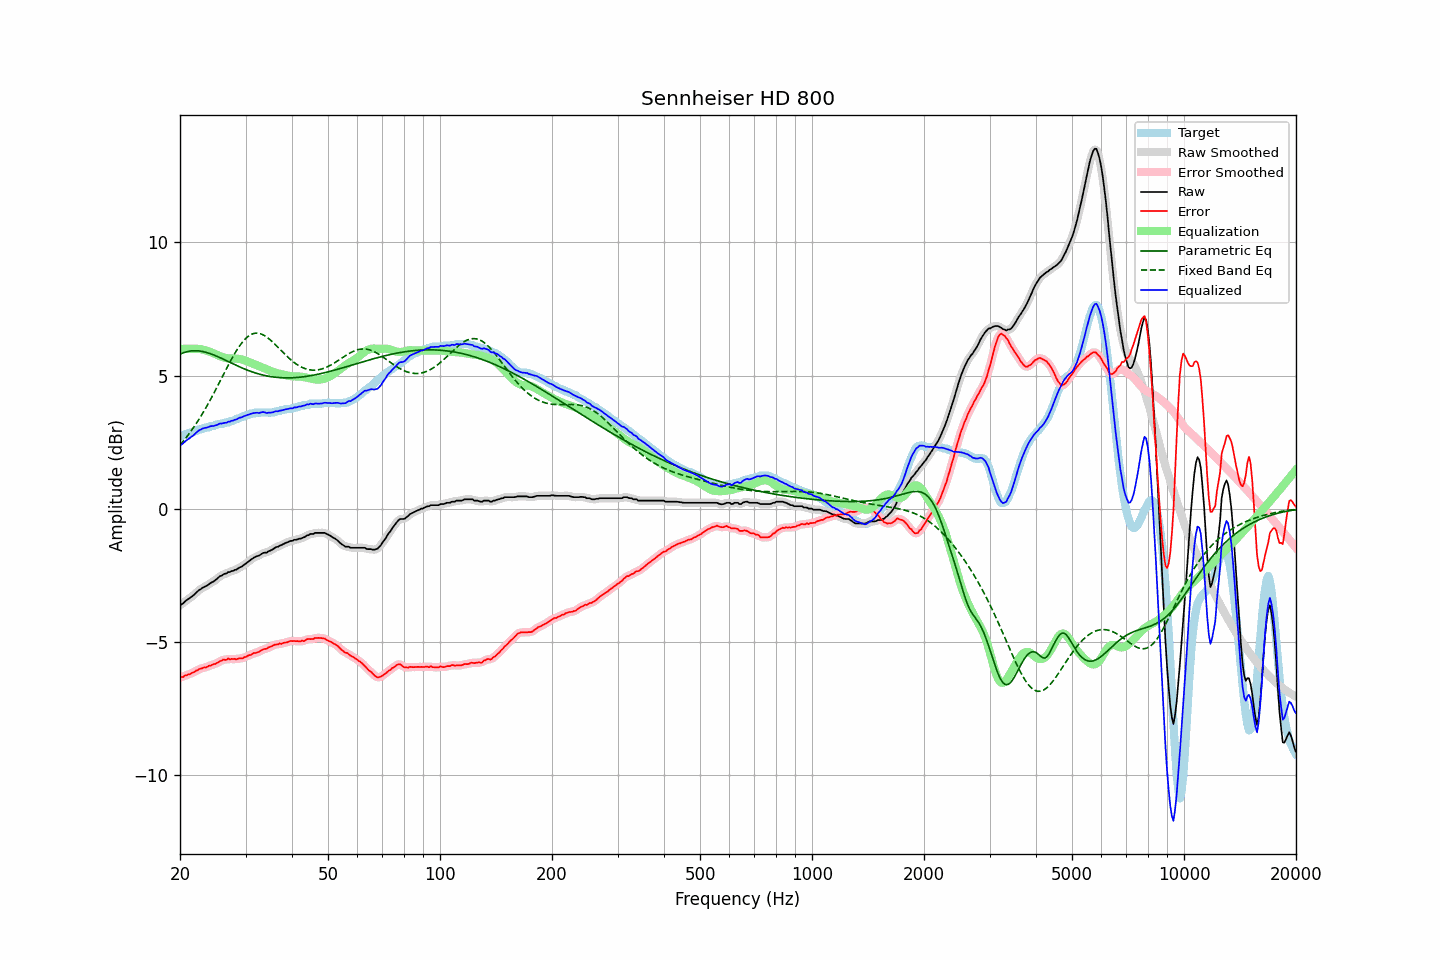 Sennheiser HD 800
Target
Raw Smoothed
Error Smoothed
Raw
Error
Equalization
Parametric Eq
Fixed Band Eq
Equalized
10
5
0
−5
−10
Amplitude (dBr)
20 50 100 200 500 1000 2000 5000 10000 20000
Frequency (Hz)